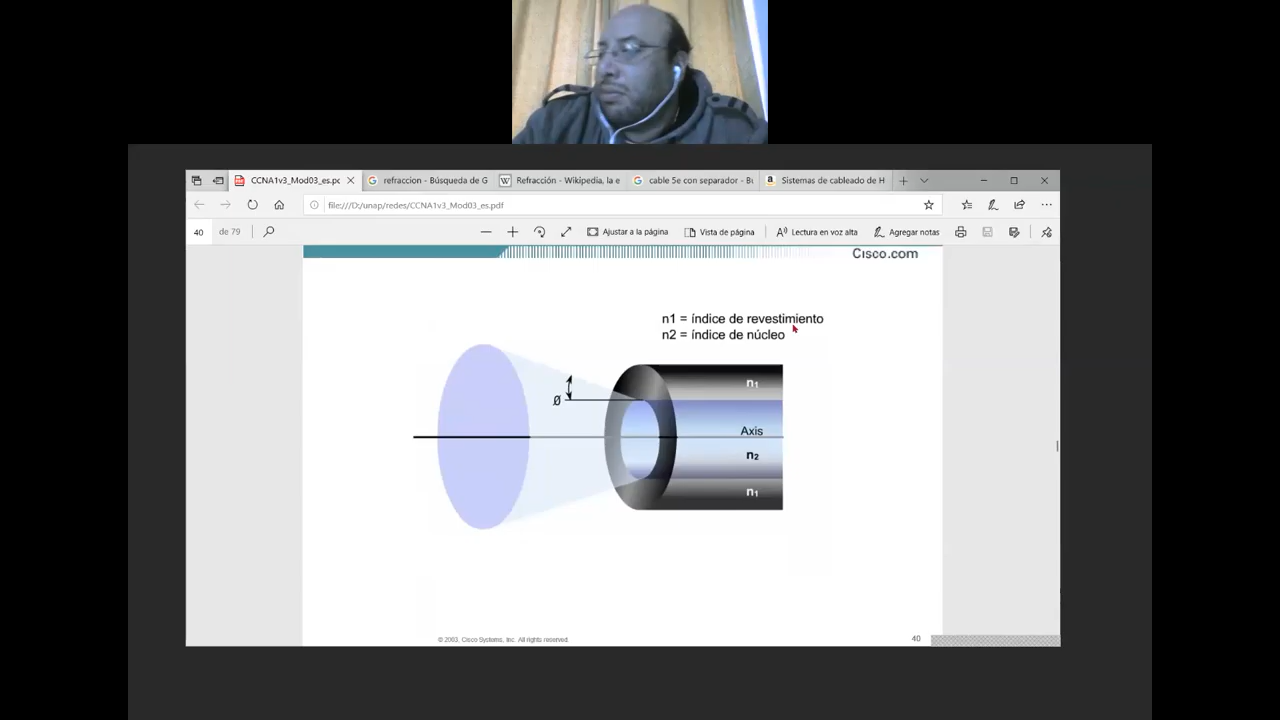 CCNA1v3_Mod03_es.pc
refraccion - Búsqueda de G
Refracción - Wikipedia, la e
cable 5e con separador - Bu
Sistemas de cableado de H
file:///D:/unap/redes/CCNA1v3_Mod03_es.pdf
40 de 79
Ajustar a la página
Vista de página
Lectura en voz alta
Agregar notas
Cisco.com
n1 = índice de revestimiento
n2 = índice de núcleo
n1
Ø
Axis
n2
n1
© 2003, Cisco Systems, Inc. All rights reserved.
40